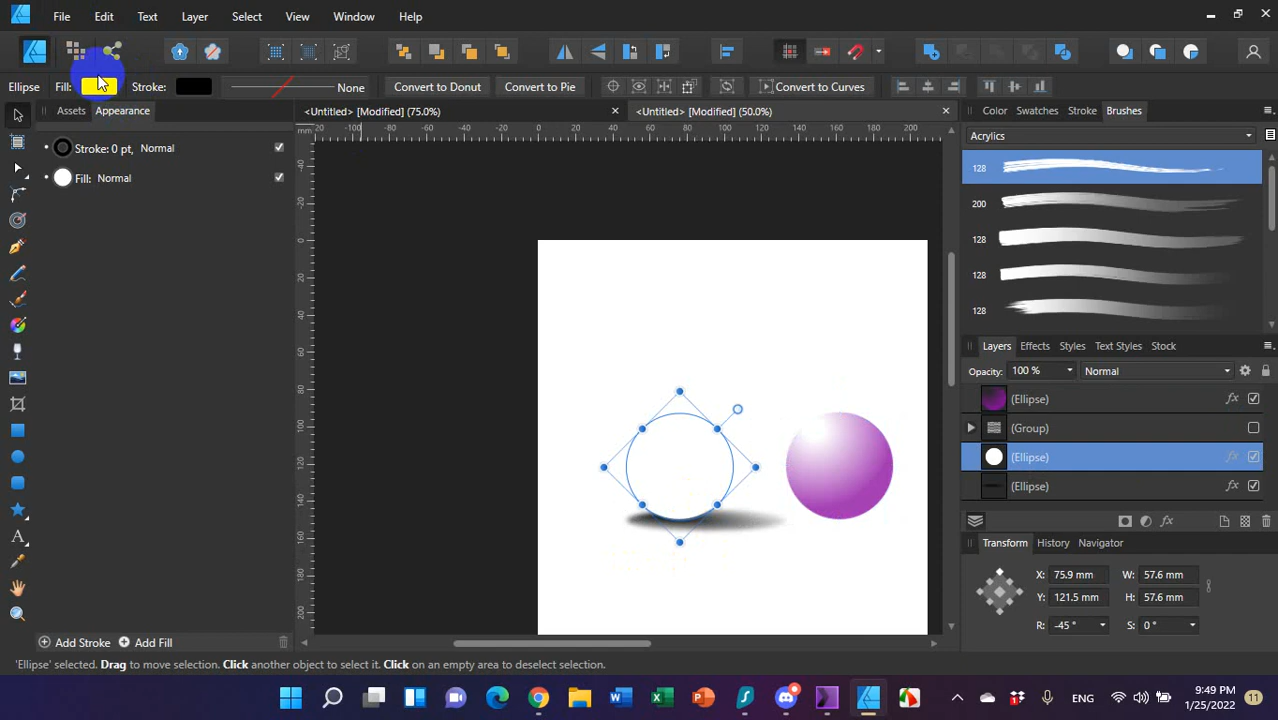 File Edit Text Layer Select View Window Help
Ellipse Fill: Stroke: None Convert to Donut Convert to Pie Convert to Curves
Assets Appearance
<Untitled> [Modified] (75.0%) <Untitled> [Modified] (50.0%)
Color Swatches Stroke Brushes
Stroke: 0 pt, Normal
Fill: Normal
mm
Acrylics
128
200
128
128
128
Layers Effects Styles Text Styles Stock
Opacity: 100 % Normal
(Ellipse)
(Group)
(Ellipse)
(Ellipse)
Transform History Navigator
X: 75.9 mm W: 57.6 mm
Y: 121.5 mm H: 57.6 mm
R: -45 ° S: 0 °
Add Stroke Add Fill
'Ellipse' selected. Drag to move selection. Click another object to select it. Click on an empty area to deselect selection.
ENG 9:49 PM
1/25/2022 11